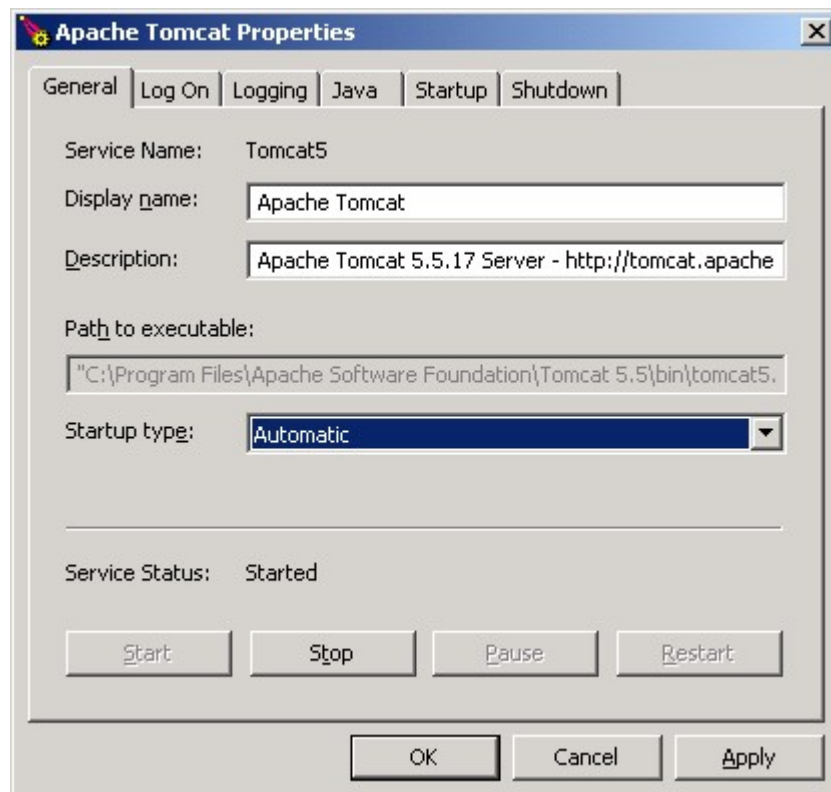 Apache Tomcat Properties
General Log On Logging Java Startup Shutdown
Service Name: Tomcat5
Display name: Apache Tomcat
Description: Apache Tomcat 5.5.17 Server - http://tomcat.apache
Path to executable:
"C:\Program Files\Apache Software Foundation\Tomcat 5.5\bin\tomcat5.
Startup type: Automatic
Service Status: Started
Start Stop Pause Restart
OK Cancel Apply